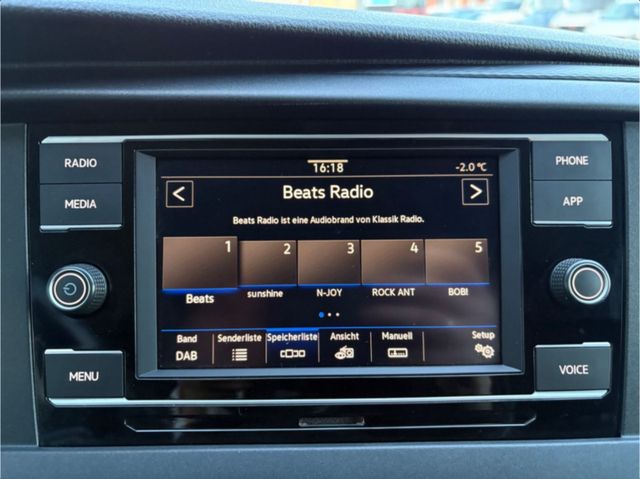 16:18
-2.0 °C
RADIO
PHONE
Beats Radio
MEDIA
APP
Beats Radio ist eine Audiobrand von Klassik Radio.
1 2 3 4 5
Beats sunshine N-JOY ROCK ANT BOB!
Band Senderliste Speicherliste Ansicht Manuell Setup
DAB
MENU
VOICE